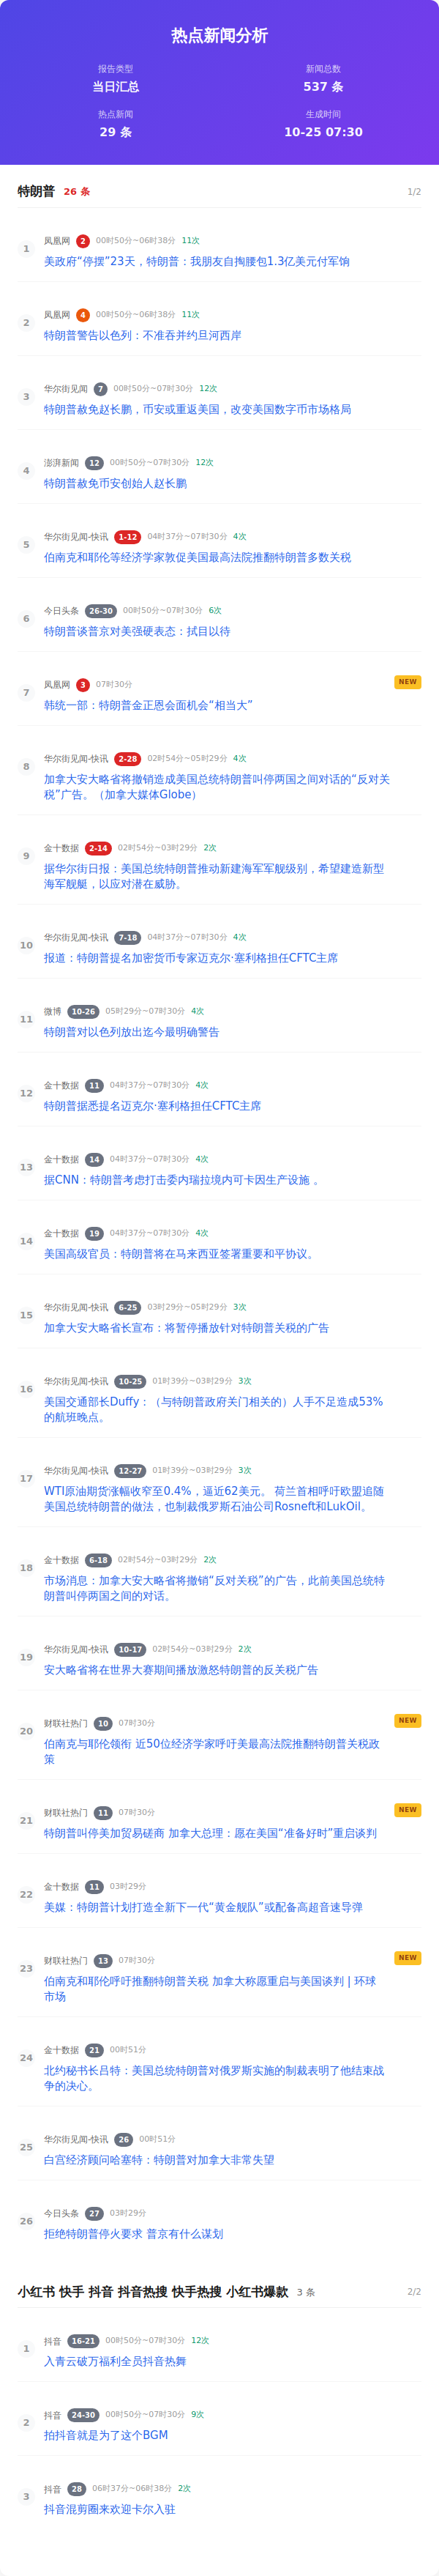 热点新闻分析
报告类型
新闻总数
当日汇总
537 条
热点新闻
生成时间
29 条
10-25 07:30
特朗普 26 条 1/2
1 凤凰网 2 00时50分~06时38分 11次
美政府“停摆”23天，特朗普：我朋友自掏腰包1.3亿美元付军饷
2 凤凰网 4 00时50分~06时38分 11次
特朗普警告以色列：不准吞并约旦河西岸
3 华尔街见闻 7 00时50分~07时30分 12次
特朗普赦免赵长鹏，币安或重返美国，改变美国数字币市场格局
4 澎湃新闻 12 00时50分~07时30分 12次
特朗普赦免币安创始人赵长鹏
5 华尔街见闻-快讯 1-12 04时37分~07时30分 4次
伯南克和耶伦等经济学家敦促美国最高法院推翻特朗普多数关税
6 今日头条 26-30 00时50分~07时30分 6次
特朗普谈普京对美强硬表态：拭目以待
7 凤凰网 3 07时30分 NEW
韩统一部：特朗普金正恩会面机会“相当大”
8 华尔街见闻-快讯 2-28 02时54分~05时29分 4次
加拿大安大略省将撤销造成美国总统特朗普叫停两国之间对话的“反对关
税”广告。（加拿大媒体Globe）
9 金十数据 2-14 02时54分~03时29分 2次
据华尔街日报：美国总统特朗普推动新建海军军舰级别，希望建造新型
海军舰艇，以应对潜在威胁。
10 华尔街见闻-快讯 7-18 04时37分~07时30分 4次
报道：特朗普提名加密货币专家迈克尔·塞利格担任CFTC主席
11 微博 10-26 05时29分~07时30分 4次
特朗普对以色列放出迄今最明确警告
12 金十数据 11 04时37分~07时30分 4次
特朗普据悉提名迈克尔·塞利格担任CFTC主席
13 金十数据 14 04时37分~07时30分 4次
据CNN：特朗普考虑打击委内瑞拉境内可卡因生产设施 。
14 金十数据 19 04时37分~07时30分 4次
美国高级官员：特朗普将在马来西亚签署重要和平协议。
15 华尔街见闻-快讯 6-25 03时29分~05时29分 3次
加拿大安大略省长宣布：将暂停播放针对特朗普关税的广告
16 华尔街见闻-快讯 10-25 01时39分~03时29分 3次
美国交通部长Duffy：（与特朗普政府关门相关的）人手不足造成53%
的航班晚点。
17 华尔街见闻-快讯 12-27 01时39分~03时29分 3次
WTI原油期货涨幅收窄至0.4%，逼近62美元。 荷兰首相呼吁欧盟追随
美国总统特朗普的做法，也制裁俄罗斯石油公司Rosneft和LukOil。
18 金十数据 6-18 02时54分~03时29分 2次
市场消息：加拿大安大略省将撤销“反对关税”的广告，此前美国总统特
朗普叫停两国之间的对话。
19 华尔街见闻-快讯 10-17 02时54分~03时29分 2次
安大略省将在世界大赛期间播放激怒特朗普的反关税广告
20 财联社热门 10 07时30分 NEW
伯南克与耶伦领衔 近50位经济学家呼吁美最高法院推翻特朗普关税政
策
21 财联社热门 11 07时30分 NEW
特朗普叫停美加贸易磋商 加拿大总理：愿在美国“准备好时”重启谈判
22 金十数据 11 03时29分
美媒：特朗普计划打造全新下一代“黄金舰队”或配备高超音速导弹
23 财联社热门 13 07时30分 NEW
伯南克和耶伦呼吁推翻特朗普关税 加拿大称愿重启与美国谈判 | 环球
市场
24 金十数据 21 00时51分
北约秘书长吕特：美国总统特朗普对俄罗斯实施的制裁表明了他结束战
争的决心。
25 华尔街见闻-快讯 26 00时51分
白宫经济顾问哈塞特：特朗普对加拿大非常失望
26 今日头条 27 03时29分
拒绝特朗普停火要求 普京有什么谋划
小红书 快手 抖音 抖音热搜 快手热搜 小红书爆款 3 条 2/2
1 抖音 16-21 00时50分~07时30分 12次
入青云破万福利全员抖音热舞
2 抖音 24-30 00时50分~07时30分 9次
拍抖音就是为了这个BGM
3 抖音 28 06时37分~06时38分 2次
抖音混剪圈来欢迎卡尔入驻